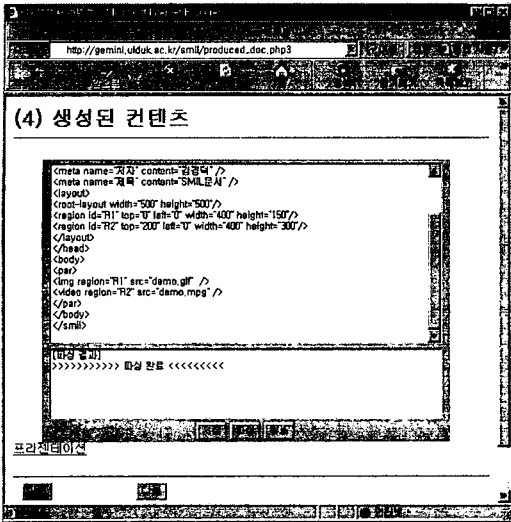 http://gemini.uiduk.ac.kr/smil/produced_doc.php3
(4) 생성된 컨텐츠
<meta name="저자" content="김경덕" />
<meta name="제목" content="SMIL문서" />
<layout>
<root-layout width="500" height="500"/>
<region id="R1" top="0" left="0" width="400" height="150"/>
<region id="R2" top="200" left="0" width="400" height="300"/>
</layout>
</head>
<body>
<par>
<img region="R1" src="demo.gif" />
<video region="R2" src="demo.mpg" />
</par>
</body>
</smil>
[파싱 결과]
>>>>>>>>>>> 파싱 완료 <<<<<<<<<
프리젠테이션